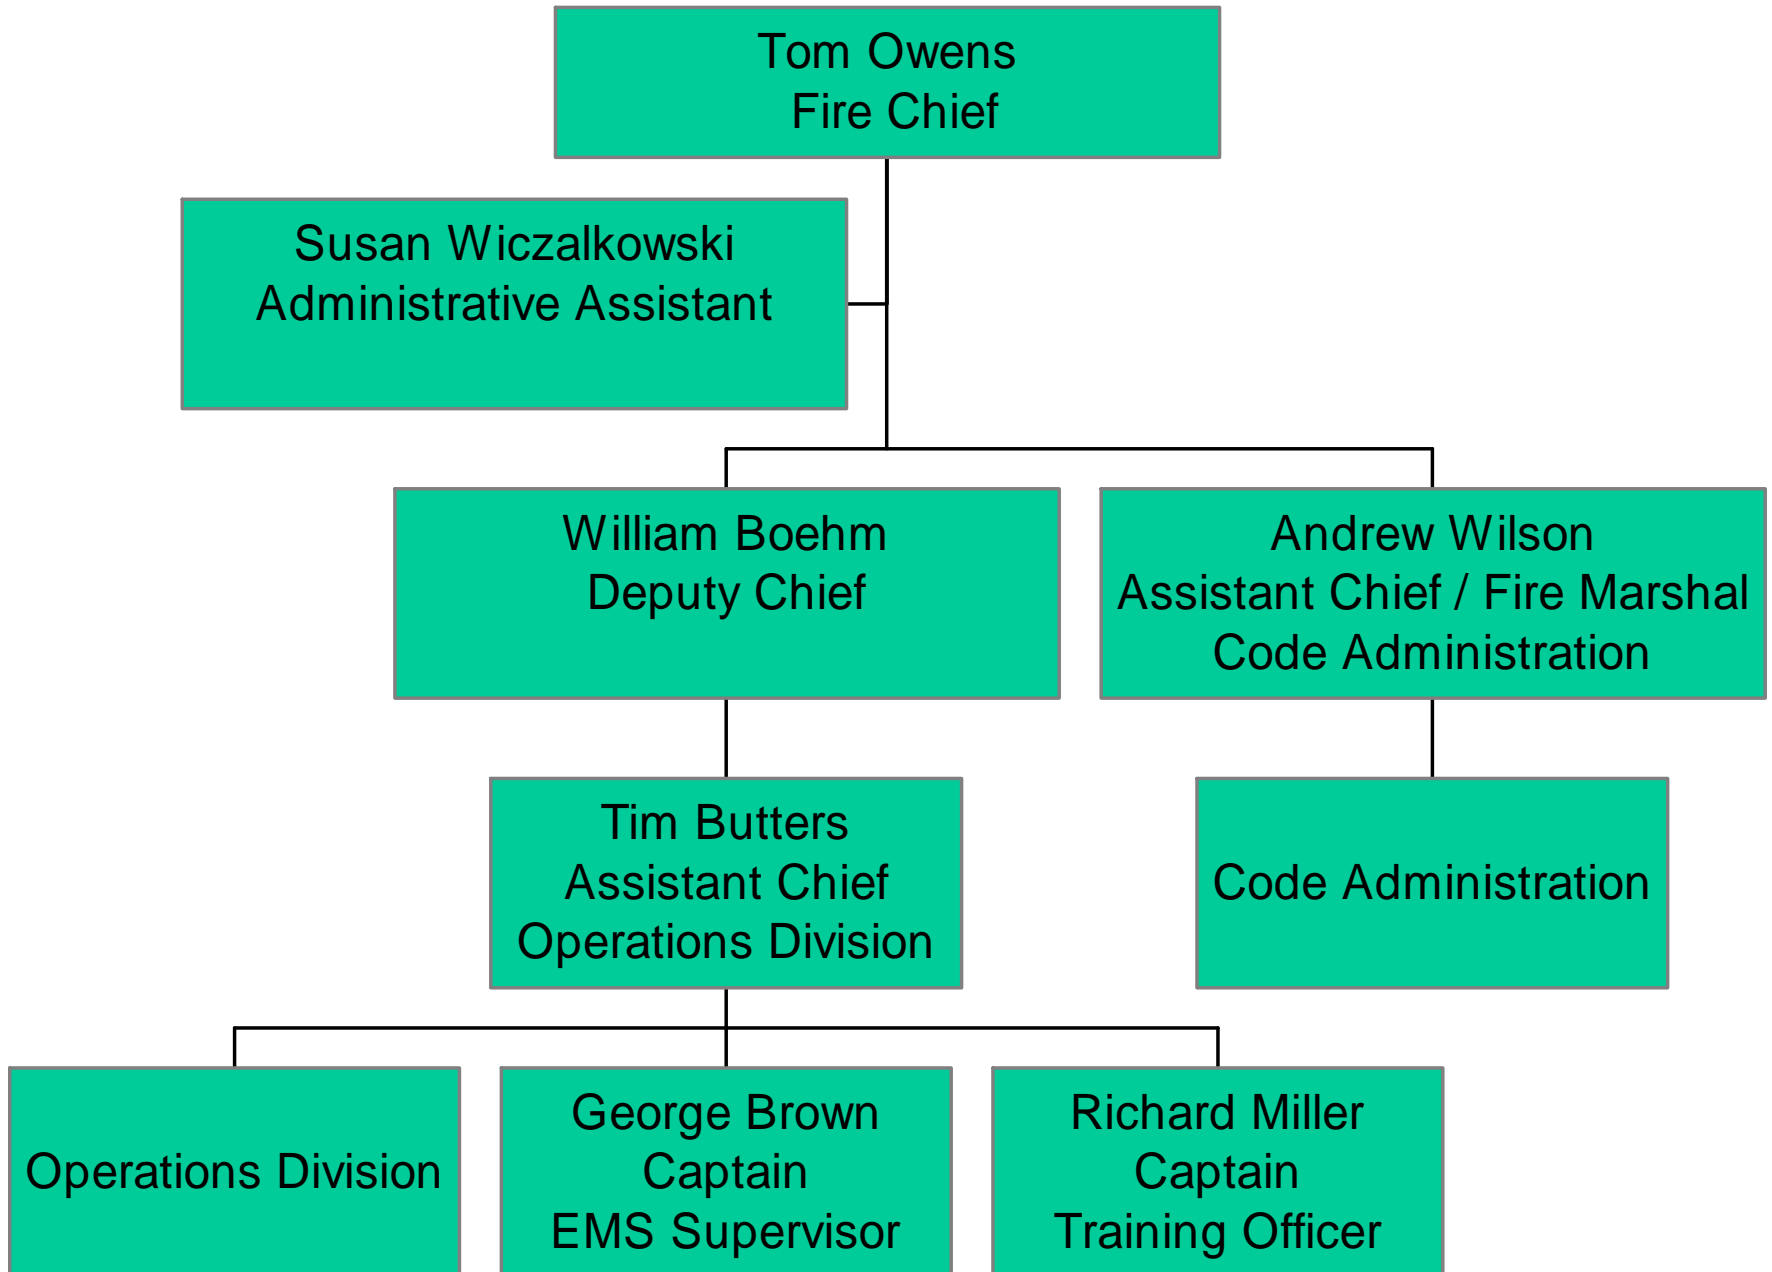 Tom Owens
Fire Chief
Susan Wiczalkowski
Administrative Assistant
William Boehm
Deputy Chief
Andrew Wilson
Assistant Chief / Fire Marshal
Code Administration
Tim Butters
Assistant Chief
Operations Division
Code Administration
Operations Division
George Brown
Captain
EMS Supervisor
Richard Miller
Captain
Training Officer